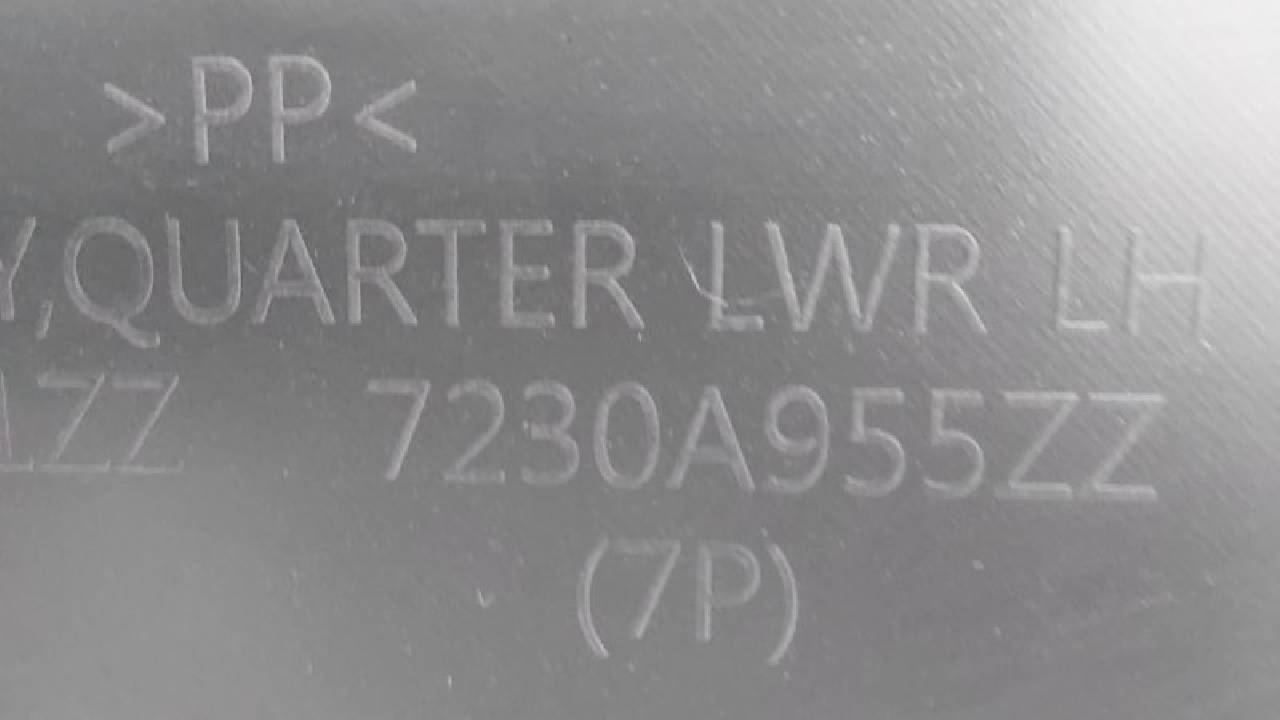 >PP<
Y,QUARTER LWR LH
ZZ 7230A955ZZ
(7P)